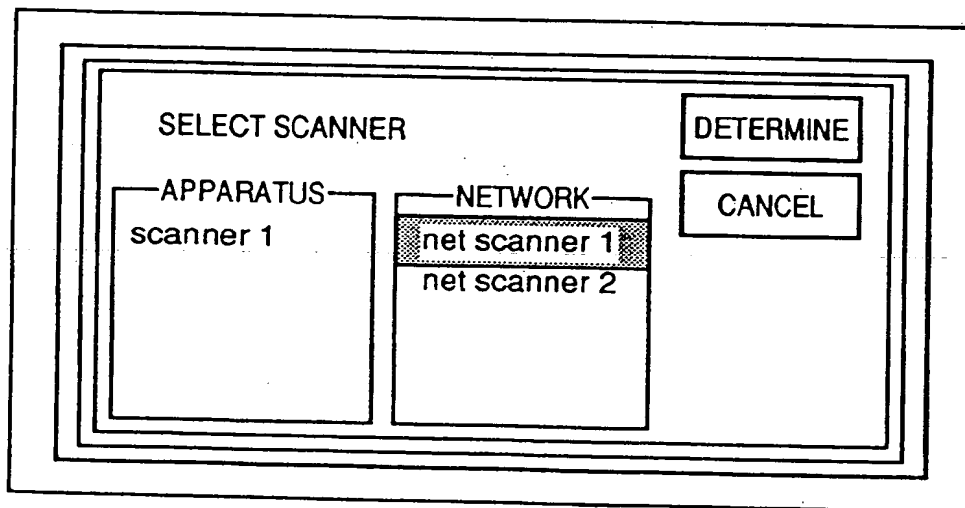 SELECT SCANNER
DETERMINE
CANCEL
APPARATUS
scanner 1
NETWORK
net scanner 1
net scanner 2